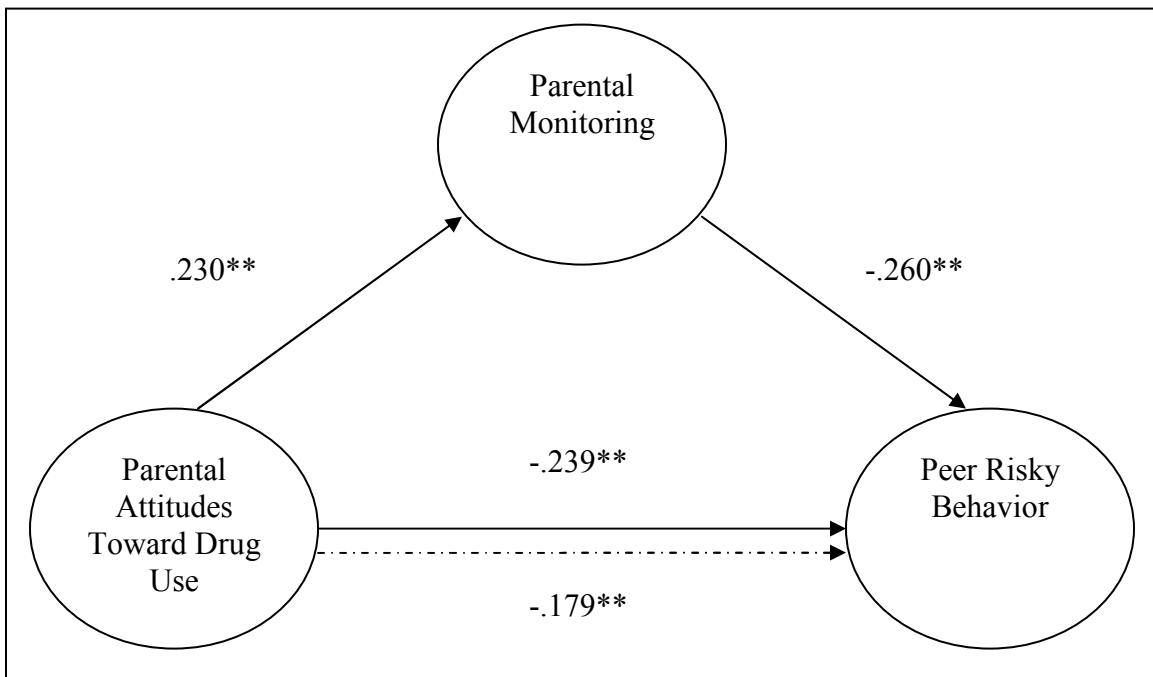 Parental
Monitoring
.230**
-.260**
Parental
Attitudes
Toward Drug
Use
-.239**
-.179**
Peer Risky
Behavior